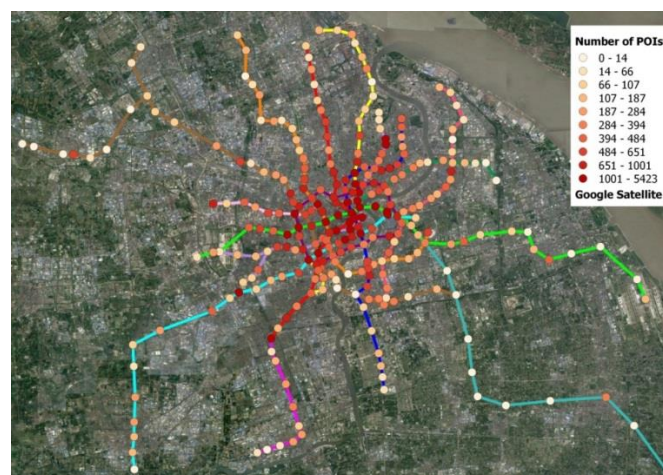 Number of POIs
0 - 14
14 - 66
66 - 107
107 - 187
187 - 284
284 - 394
394 - 484
484 - 651
651 - 1001
1001 - 5423
Google Satellite